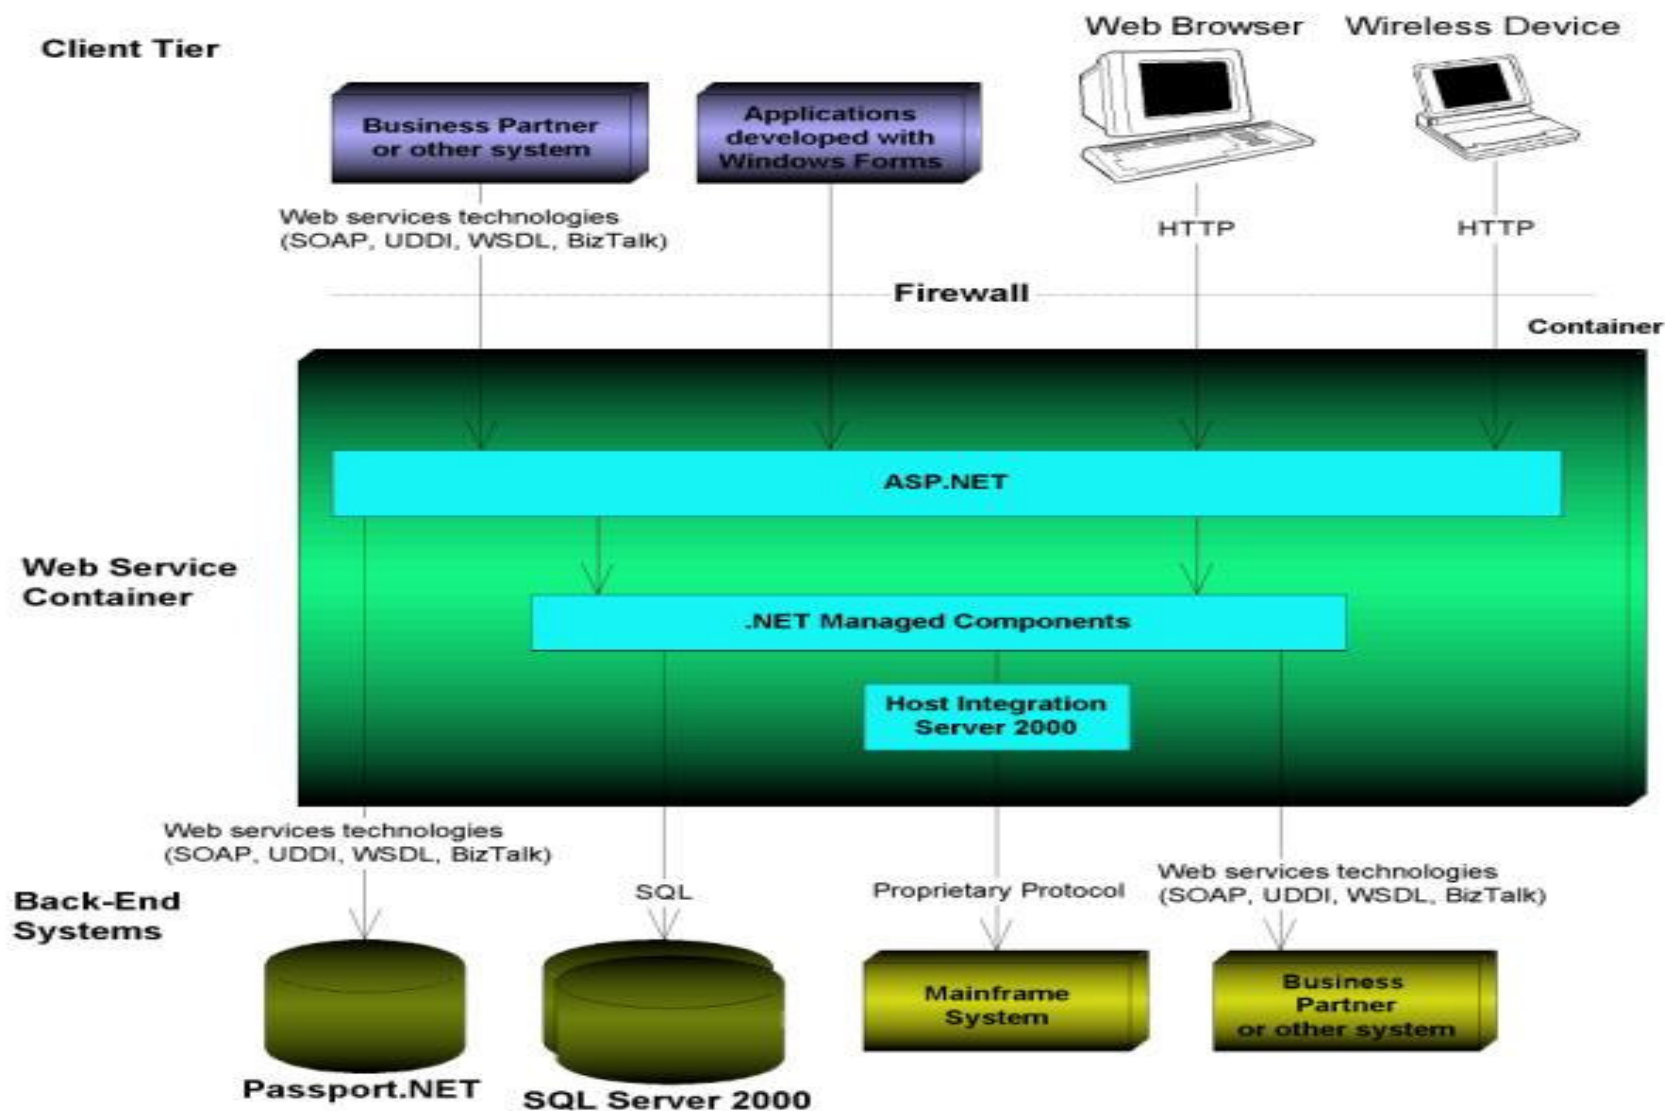 Client Tier
Web Browser
Wireless Device
Business Partner
or other system
Applications
developed with
Windows Forms
Web services technologies
(SOAP, UDDI, WSDL, BizTalk)
HTTP
HTTP
Firewall
Container
ASP.NET
Web Service
Container
.NET Managed Components
Host Integration
Server 2000
Web services technologies
(SOAP, UDDI, WSDL, BizTalk)
SQL
Proprietary Protocol
Web services technologies
(SOAP, UDDI, WSDL, BizTalk)
Back-End
Systems
Mainframe
System
Business
Partner
or other system
Passport.NET
SQL Server 2000